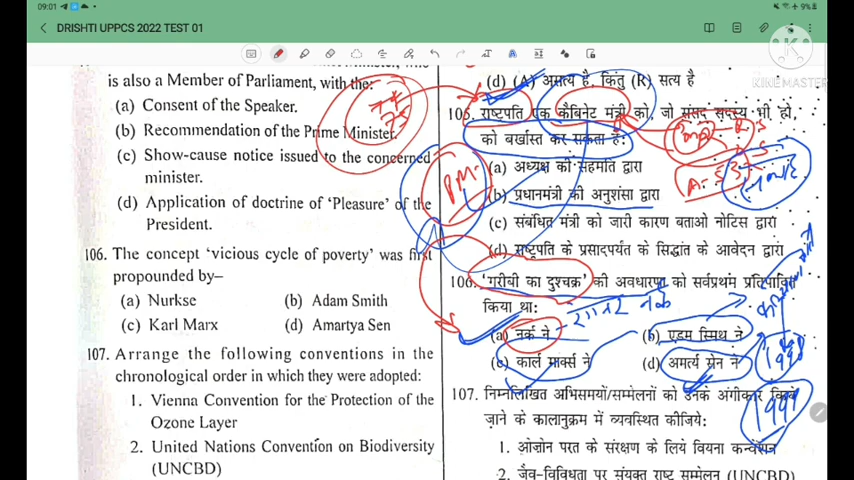 09:01
9%
DRISHTI UPPCS 2022 TEST 01
KINEMASTER
is also a Member of Parliament, with the:
(a) Consent of the Speaker.
(b) Recommendation of the Prime Minister.
(c) Show-cause notice issued to the concerned
minister.
(d) Application of doctrine of ‘Pleasure’ of the
President.
106. The concept ‘vicious cycle of poverty’ was first
propounded by–
(a) Nurkse (b) Adam Smith
(c) Karl Marx (d) Amartya Sen
107. Arrange the following conventions in the
chronological order in which they were adopted:
1. Vienna Convention for the Protection of the
Ozone Layer
2. United Nations Convention on Biodiversity
(UNCBD)
(d) (A) असत्य है, किंतु (R) सत्य है
105. राष्ट्रपति एक कैबिनेट मंत्री को, जो संसद सदस्य भी हो,
को बर्खास्त कर सकता है:
(a) अध्यक्ष की सहमति द्वारा
(b) प्रधानमंत्री की अनुशंसा द्वारा
(c) संबंधित मंत्री को जारी कारण बताओ नोटिस द्वारा
(d) राष्ट्रपति के प्रसादपर्यंत के सिद्धांत के आवेदन द्वारा
106. ‘गरीबी का दुश्चक्र’ की अवधारणा को सर्वप्रथम प्रतिपादित
किया था:
(a) नर्क ने (b) एडम स्मिथ ने
(c) कार्ल मार्क्स ने (d) अमर्त्य सेन ने
107. निम्नलिखित अभिसमयों/सम्मेलनों को उनके अंगीकार किये
जाने के कालानुक्रम में व्यवस्थित कीजिये:
1. ओज़ोन परत के संरक्षण के लिये वियना कन्वेंशन
2. जैव-विविधता पर संयुक्त राष्ट्र सम्मेलन (UNCBD)
74
75
PM
1998
1999